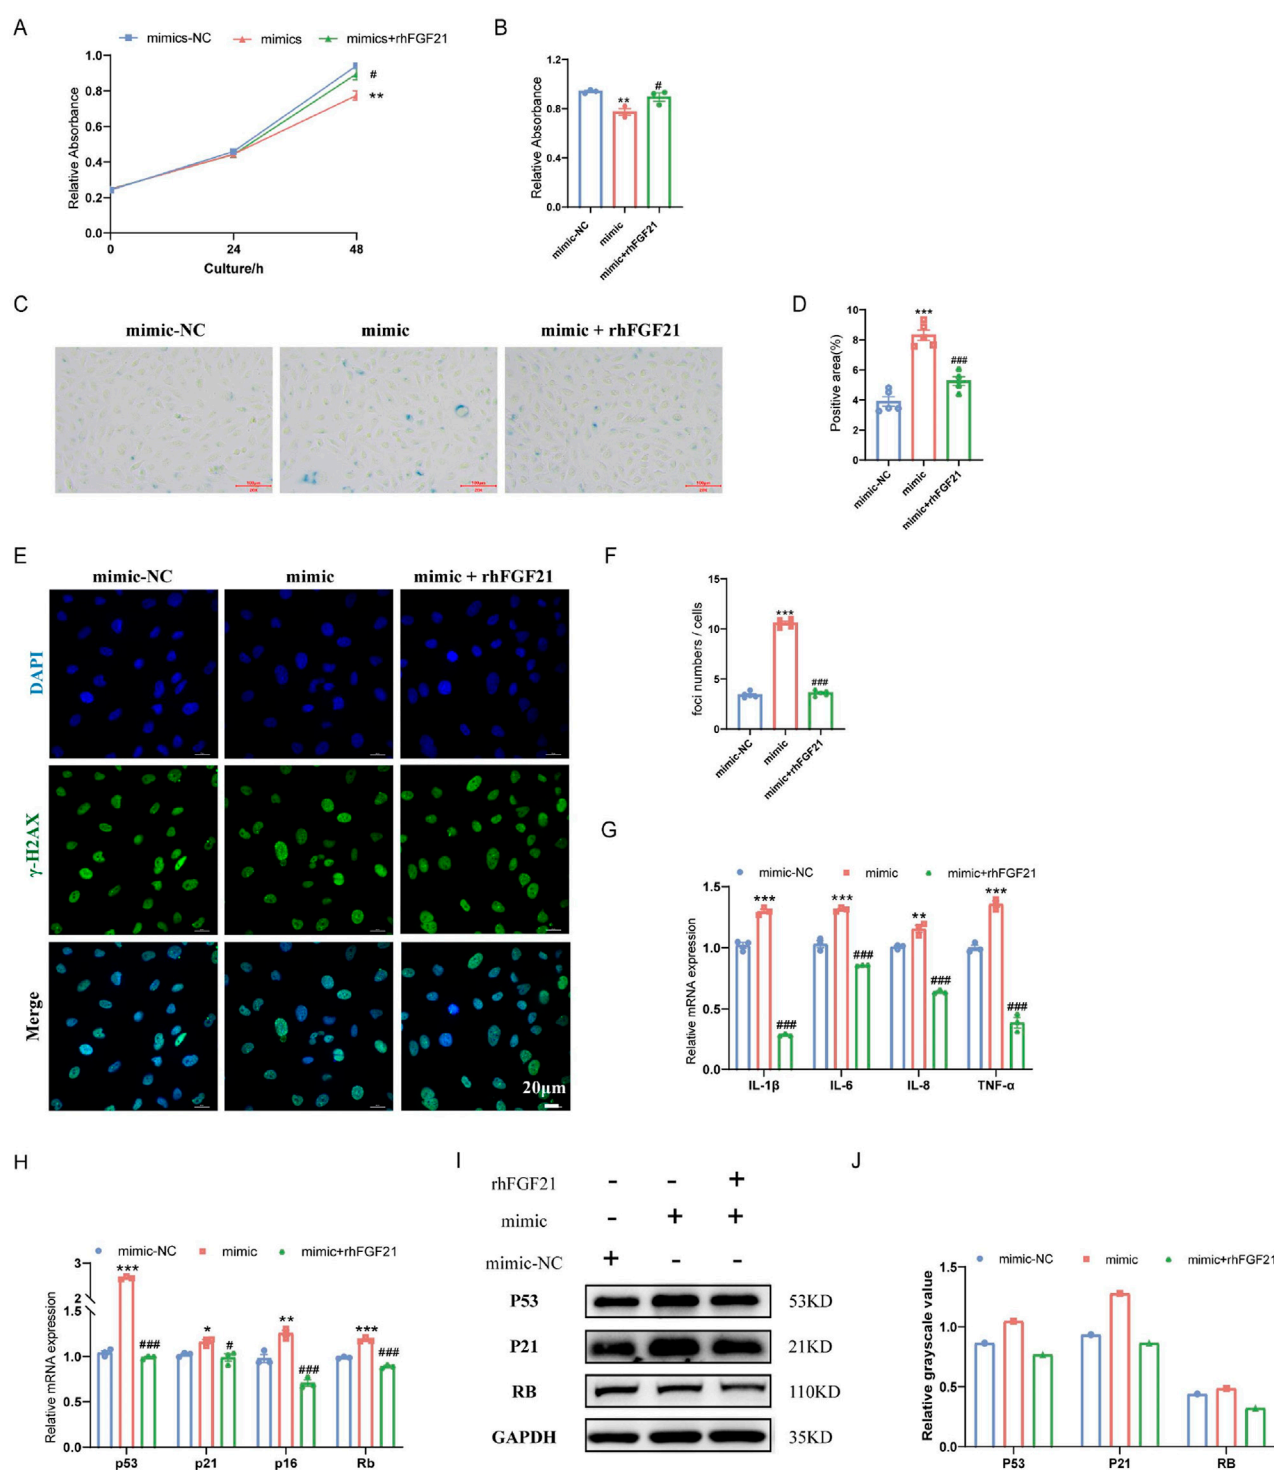 A
mimics-NC mimics mimics+rhFGF21
1.0
0.8
0.6
0.4
0.2
0.0
Relative Absorbance
#
**
0 24 48
Culture/h
B
1.2
0.8
0.4
0.0
Relative Absorbance
** #
mimic-NC mimic mimic+rhFGF21
C
mimic-NC mimic mimic + rhFGF21
100μm 100μm 100μm
D
10
8
6
4
2
0
Positive area(%)
*** ###
mimic-NC mimic mimic+rhFGF21
E
mimic-NC mimic mimic + rhFGF21
DAPI
γ-H2AX
Merge
20μm
F
15
10
5
0
foci numbers / cells
*** ###
mimic-NC mimic mimic+rhFGF21
G
mimic-NC mimic mimic+rhFGF21
1.5
1.0
0.5
0.0
Relative mRNA expression
*** ### *** ### ** ### *** ###
IL-1β IL-6 IL-8 TNF-α
H
mimic-NC mimic mimic+rhFGF21
3
2
1.5
1.0
0.5
0.0
Relative mRNA expression
*** ### * # ** ### *** ###
p53 p21 p16 Rb
I
rhFGF21 - - +
mimic - + +
mimic-NC + - -
P53 53KD
P21 21KD
RB 110KD
GAPDH 35KD
J
mimic-NC mimic mimic+rhFGF21
1.5
1.0
0.5
0.0
Relative grayscale value
P53 P21 RB